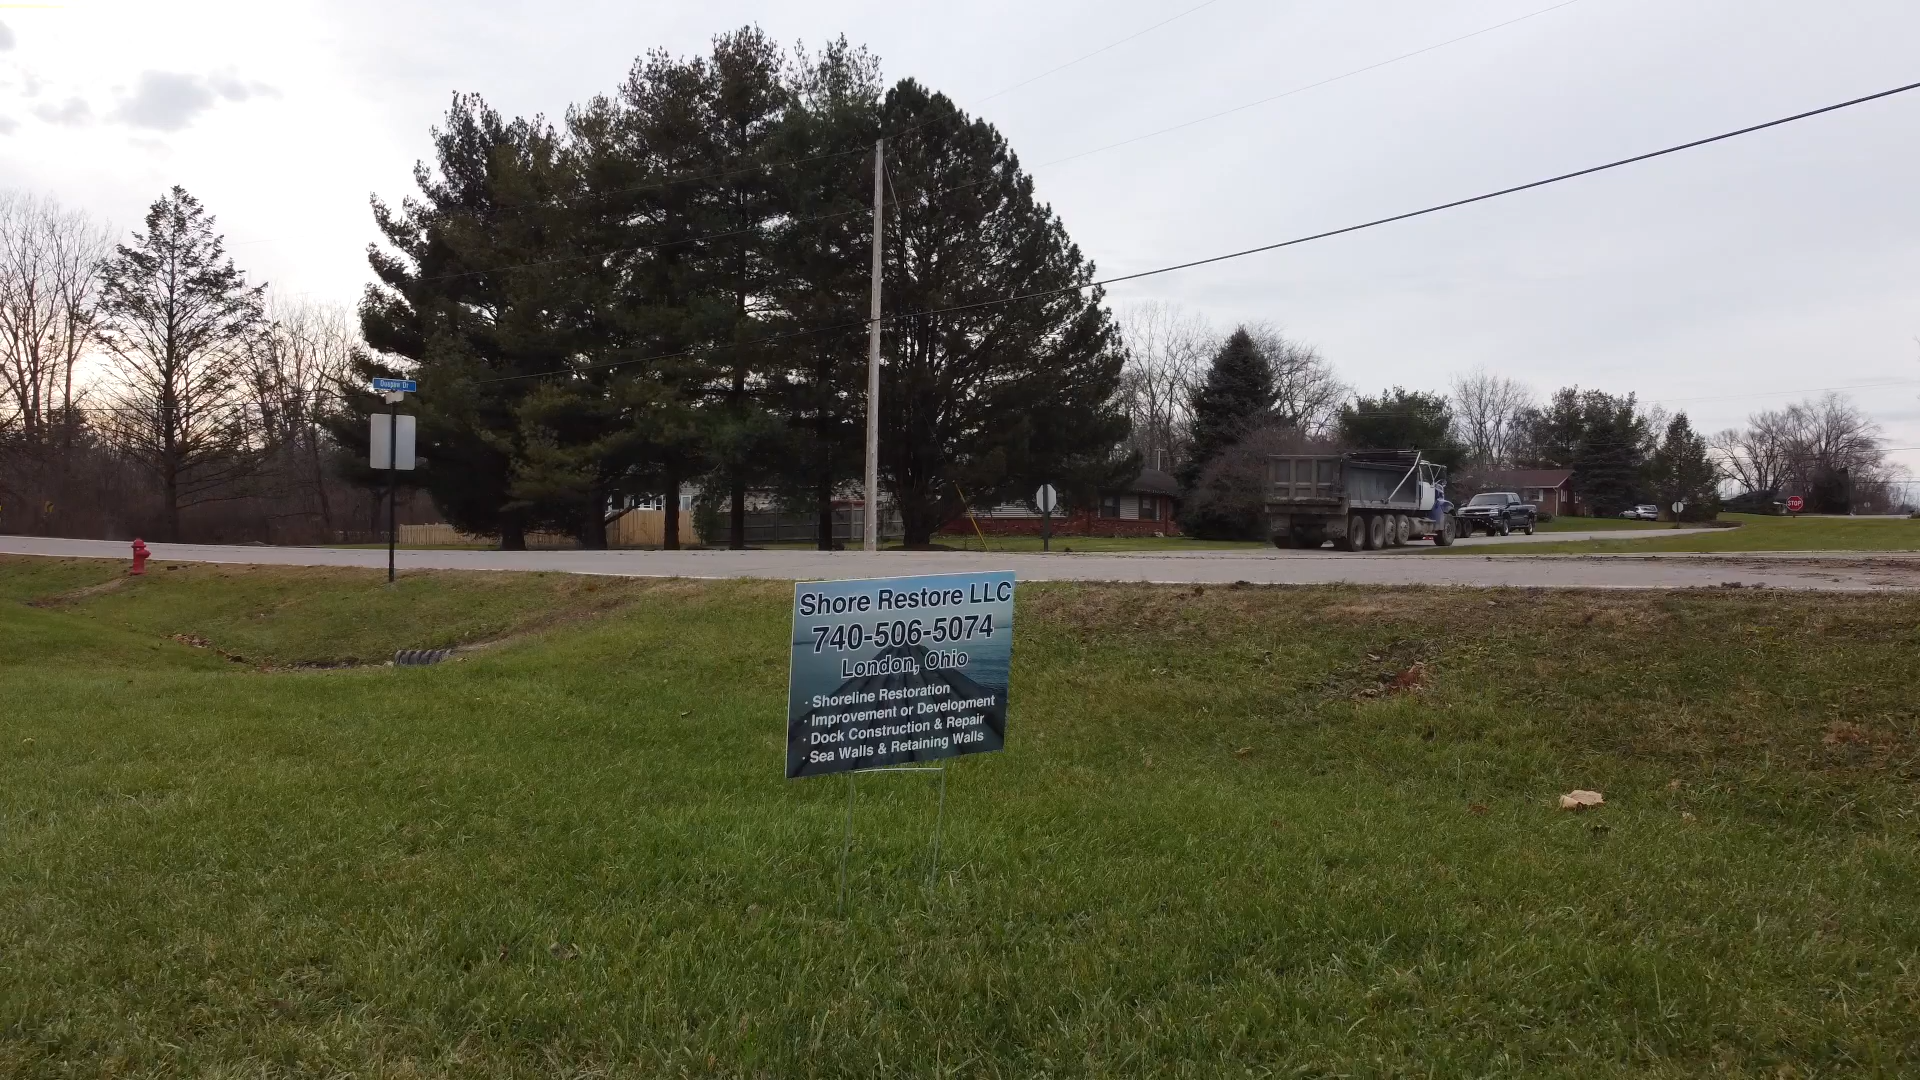 Shore Restore LLC
740-506-5074
London, Ohio
· Shoreline Restoration
· Improvement or Development
· Dock Construction & Repair
· Sea Walls & Retaining Walls
STOP